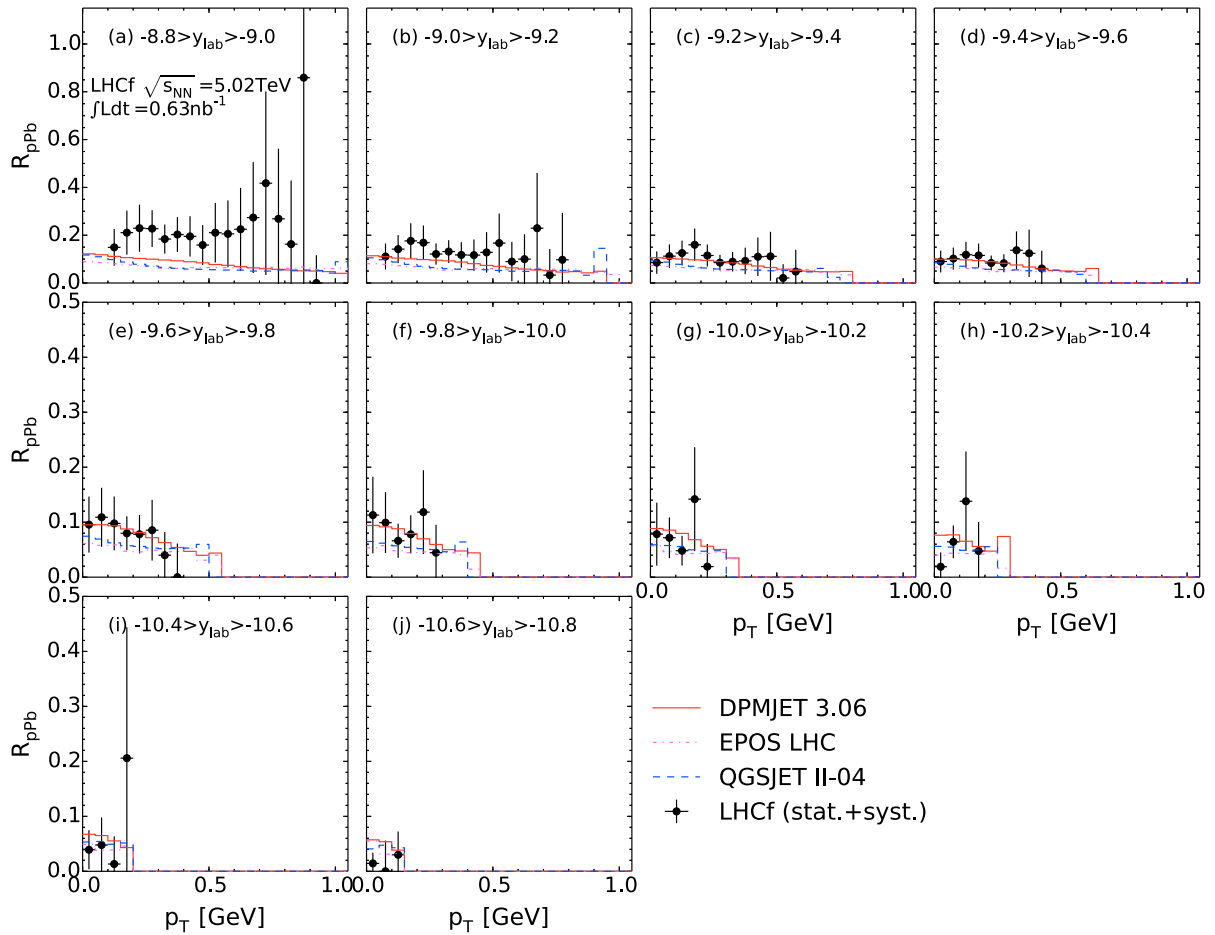 (a) -8.8>y_lab>-9.0
(b) -9.0>y_lab>-9.2
(c) -9.2>y_lab>-9.4
(d) -9.4>y_lab>-9.6
LHCf √s_NN =5.02TeV
∫Ldt =0.63nb⁻¹
R_pPb
1.0
0.8
0.6
0.4
0.2
0.0
(e) -9.6>y_lab>-9.8
(f) -9.8>y_lab>-10.0
(g) -10.0>y_lab>-10.2
(h) -10.2>y_lab>-10.4
R_pPb
0.5
0.4
0.3
0.2
0.1
0.0
0.0 0.5 1.0
0.0 0.5 1.0
p_T [GeV]
p_T [GeV]
(i) -10.4>y_lab>-10.6
(j) -10.6>y_lab>-10.8
R_pPb
0.5
0.4
0.3
0.2
0.1
0.0
0.0 0.5 1.0
0.0 0.5 1.0
p_T [GeV]
p_T [GeV]
DPMJET 3.06
EPOS LHC
QGSJET II-04
LHCf (stat.+syst.)